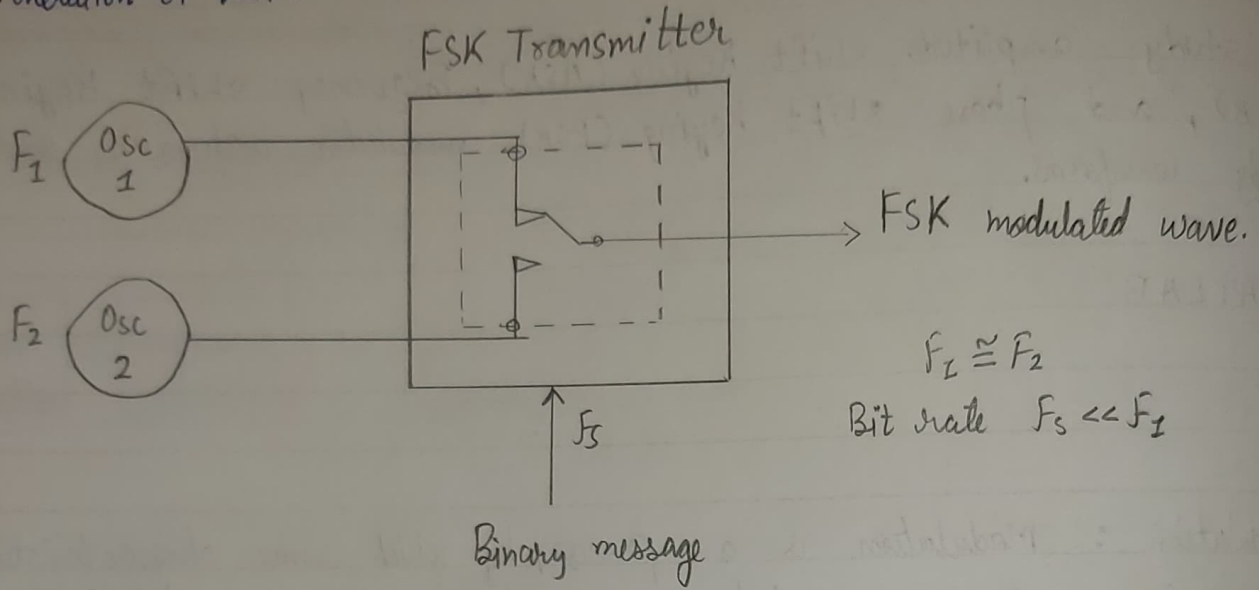 FSK Transmitter
F1 Osc 1
F2 Osc 2
FSK modulated wave.
F1 ≅ F2
Bit rate Fs << F1
Fs
Binary message